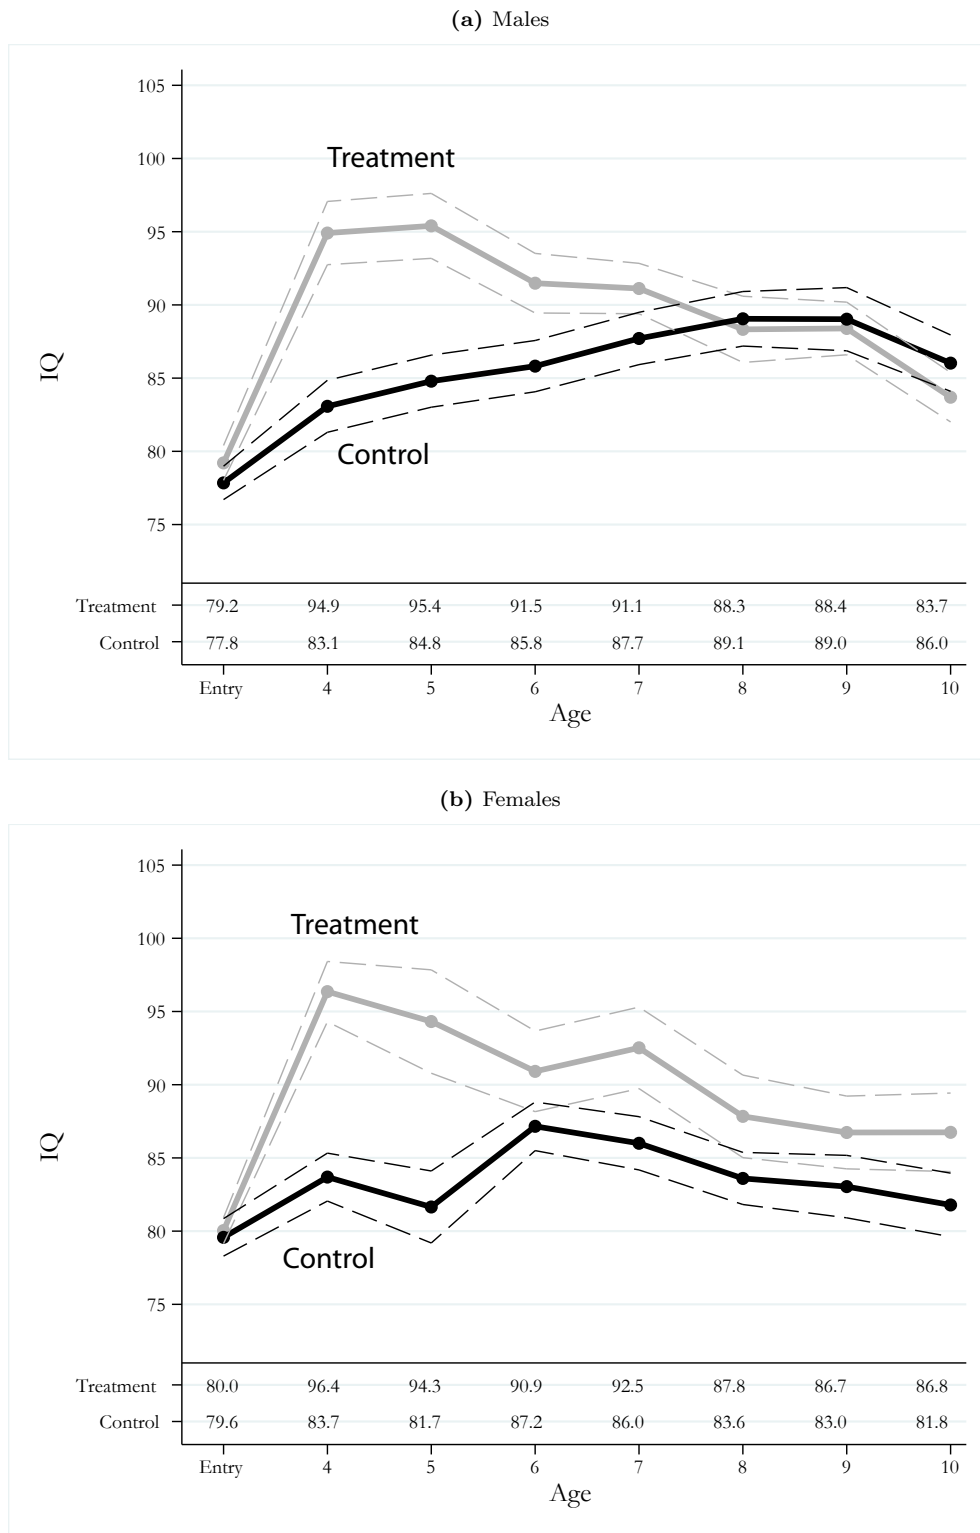 (a) Males
105
100
Treatment
95
90
IQ
85
80
Control
75
Treatment 79.2 94.9 95.4 91.5 91.1 88.3 88.4 83.7
Control 77.8 83.1 84.8 85.8 87.7 89.1 89.0 86.0
Entry 4 5 6 7 8 9 10
Age
(b) Females
105
100
Treatment
95
90
IQ
85
80
Control
75
Treatment 80.0 96.4 94.3 90.9 92.5 87.8 86.7 86.8
Control 79.6 83.7 81.7 87.2 86.0 83.6 83.0 81.8
Entry 4 5 6 7 8 9 10
Age